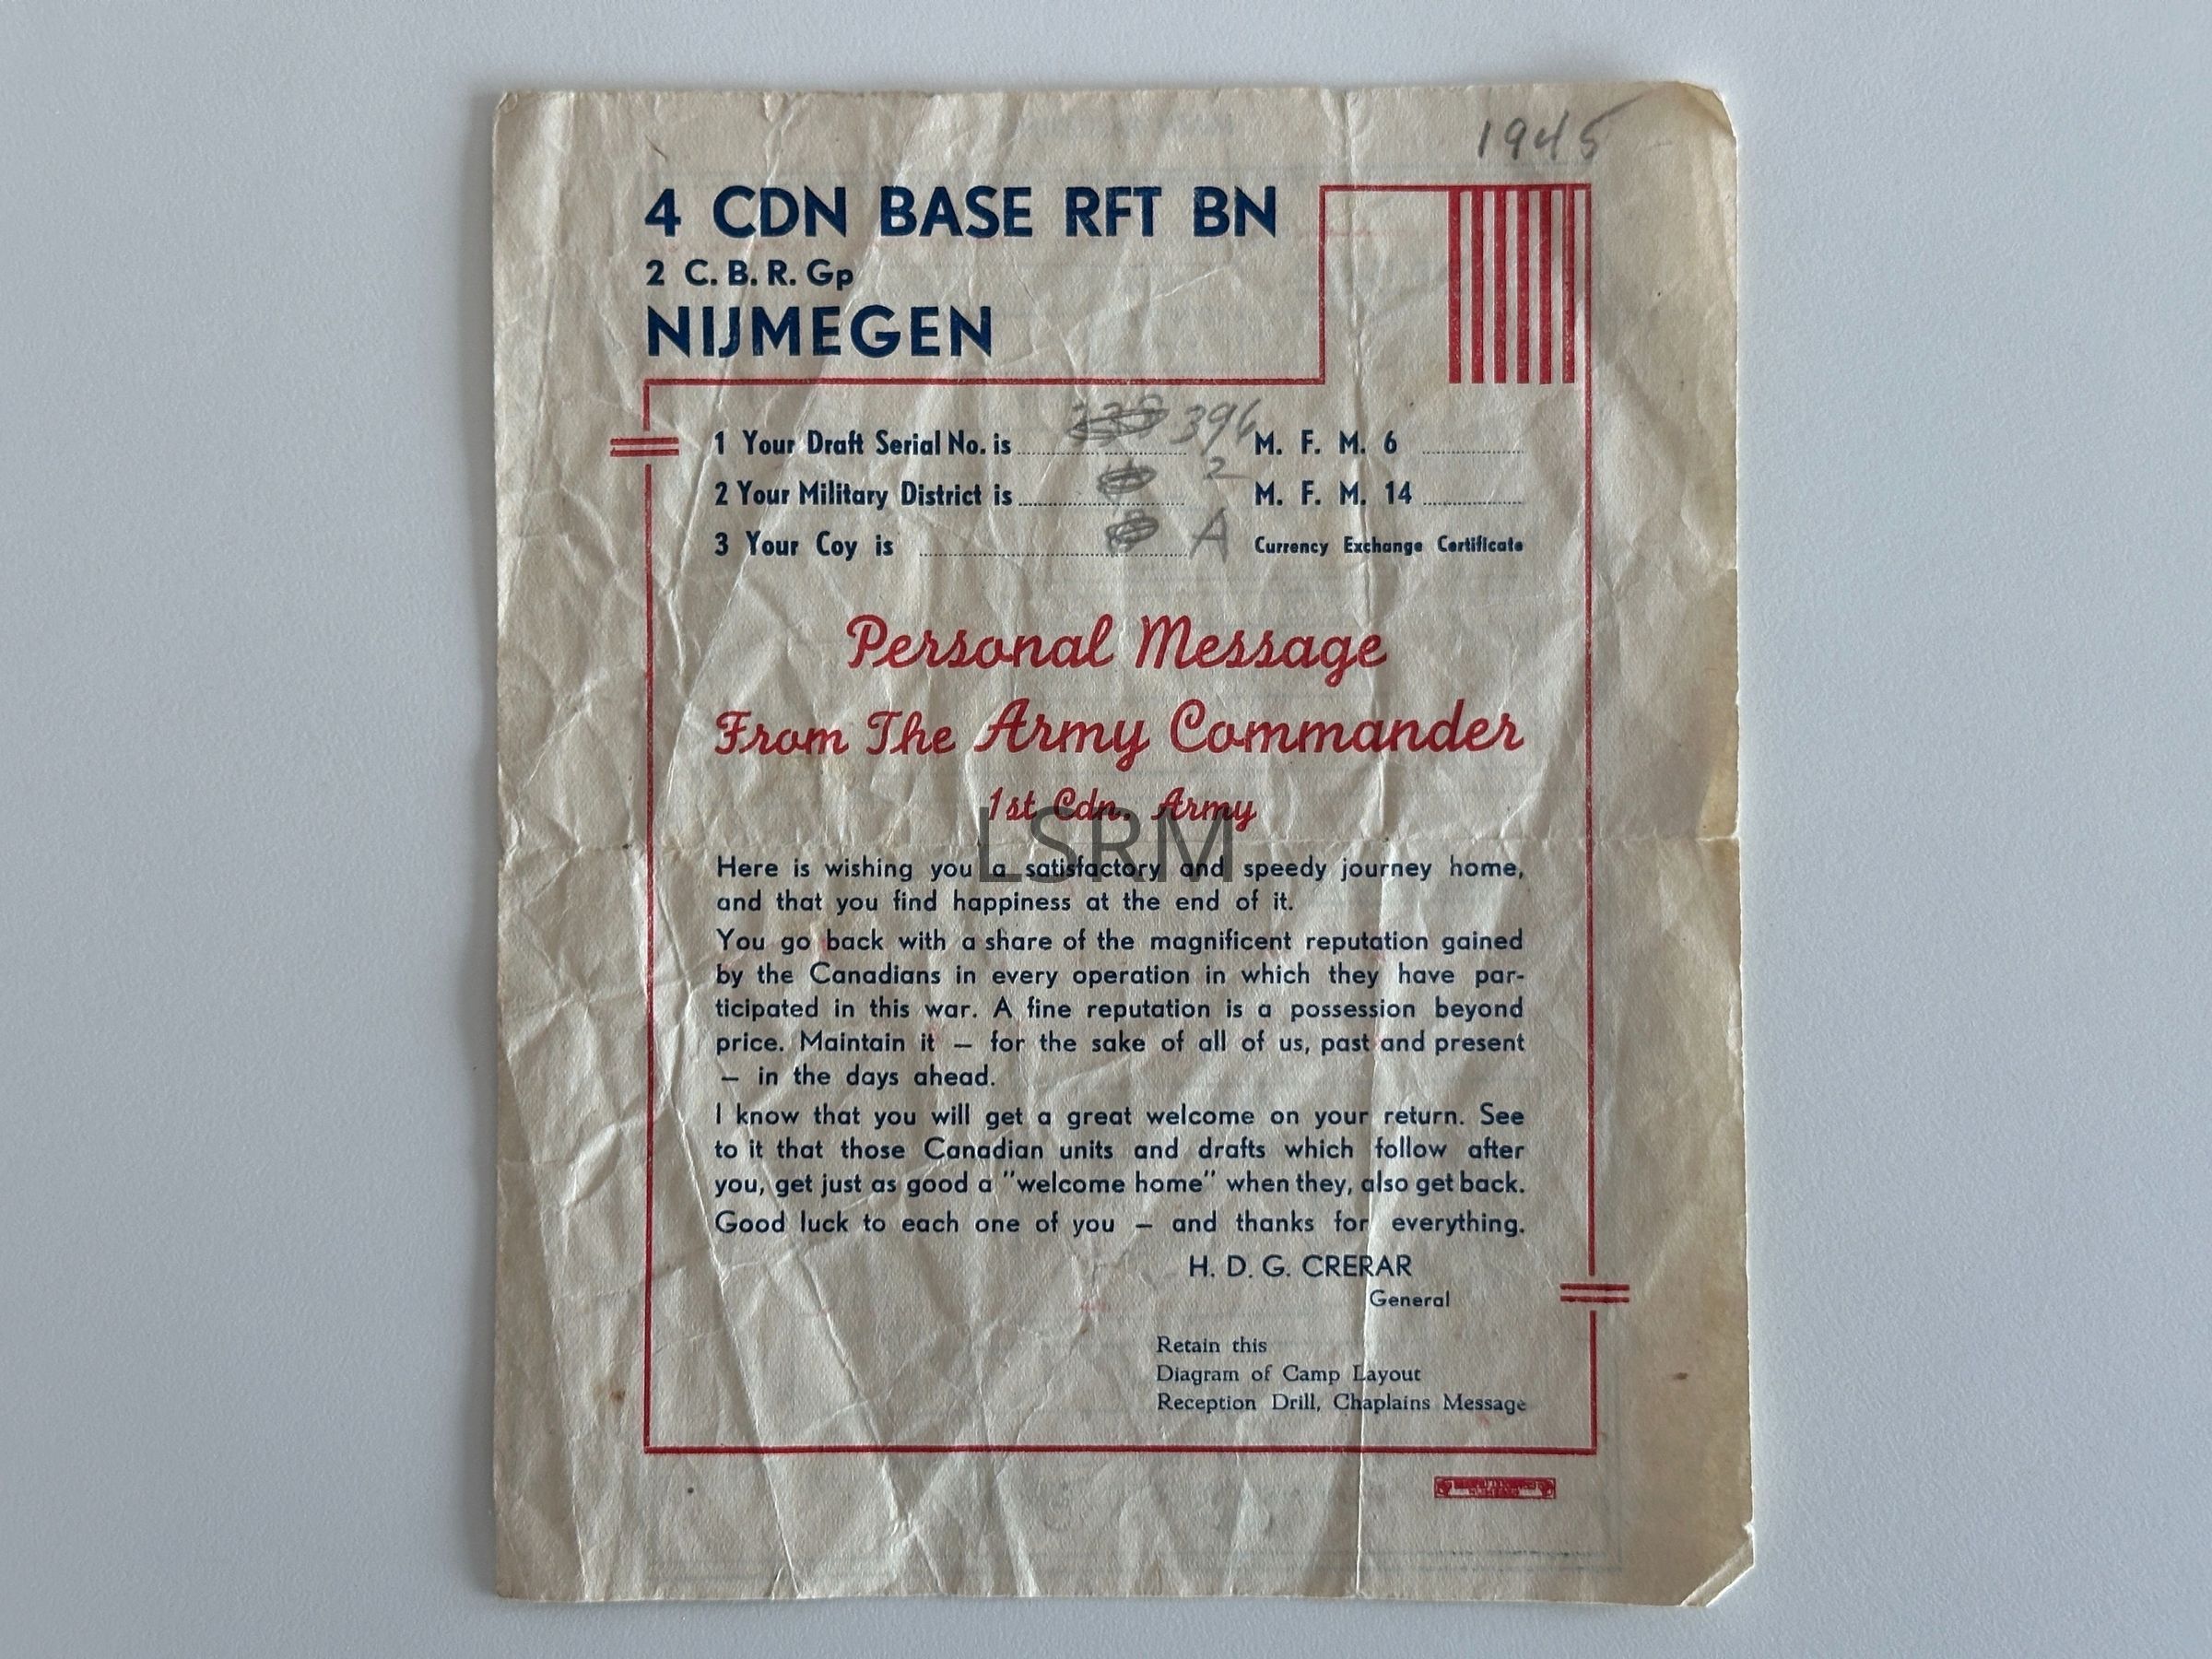 1945
4 CDN BASE RFT BN
2 C. B. R. Gp
NIJMEGEN
1 Your Draft Serial No. is 396 M. F. M. 6
2 Your Military District is 2 M. F. M. 14
3 Your Coy is A Currency Exchange Certificate
Personal Message
From The Army Commander
1st Cdn. Army
LSRM
Here is wishing you a satisfactory and speedy journey home,
and that you find happiness at the end of it.
You go back with a share of the magnificent reputation gained
by the Canadians in every operation in which they have par-
ticipated in this war. A fine reputation is a possession beyond
price. Maintain it — for the sake of all of us, past and present
— in the days ahead.
I know that you will get a great welcome on your return. See
to it that those Canadian units and drafts which follow after
you, get just as good a "welcome home" when they, also get back.
Good luck to each one of you — and thanks for everything.
H. D. G. CRERAR
General
Retain this
Diagram of Camp Layout
Reception Drill, Chaplains Message